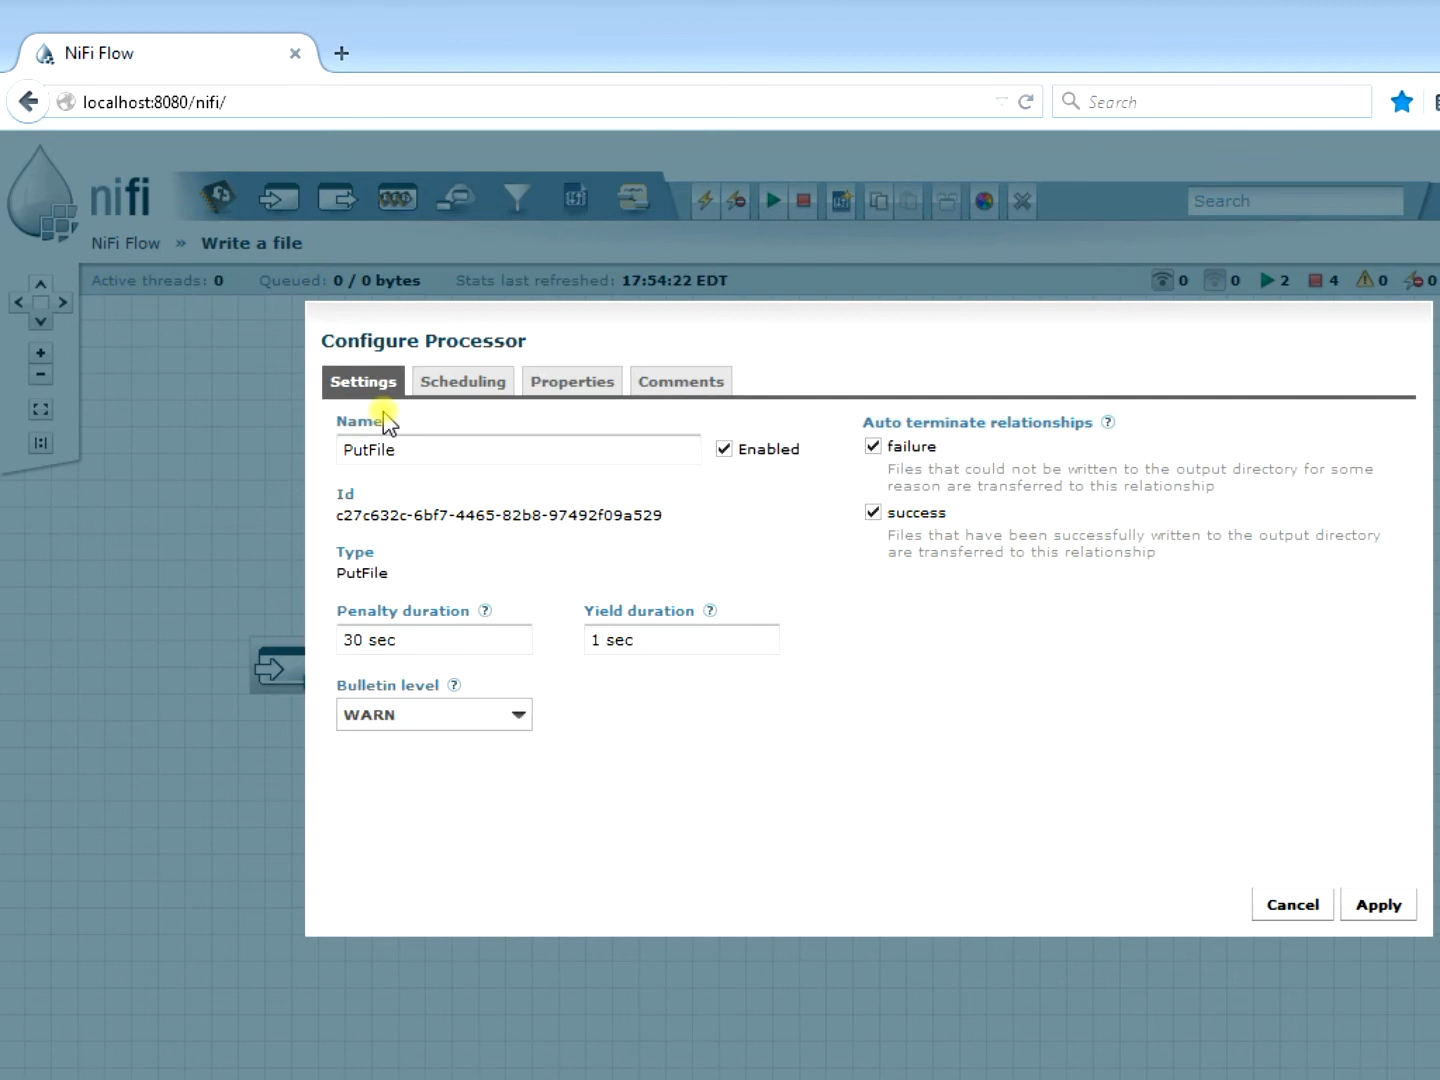 NiFi Flow
localhost:8080/nifi/
Search
nifi
Search
NiFi Flow » Write a file
Active threads: 0 Queued: 0 / 0 bytes Stats last refreshed: 17:54:22 EDT 0 0 2 4 0 0
Configure Processor
Settings Scheduling Properties Comments
Name
PutFile
Enabled
Id
c27c632c-6bf7-4465-82b8-97492f09a529
Type
PutFile
Penalty duration ?
30 sec
Yield duration ?
1 sec
Bulletin level ?
WARN
Auto terminate relationships ?
failure
Files that could not be written to the output directory for some
reason are transferred to this relationship
success
Files that have been successfully written to the output directory
are transferred to this relationship
Cancel Apply